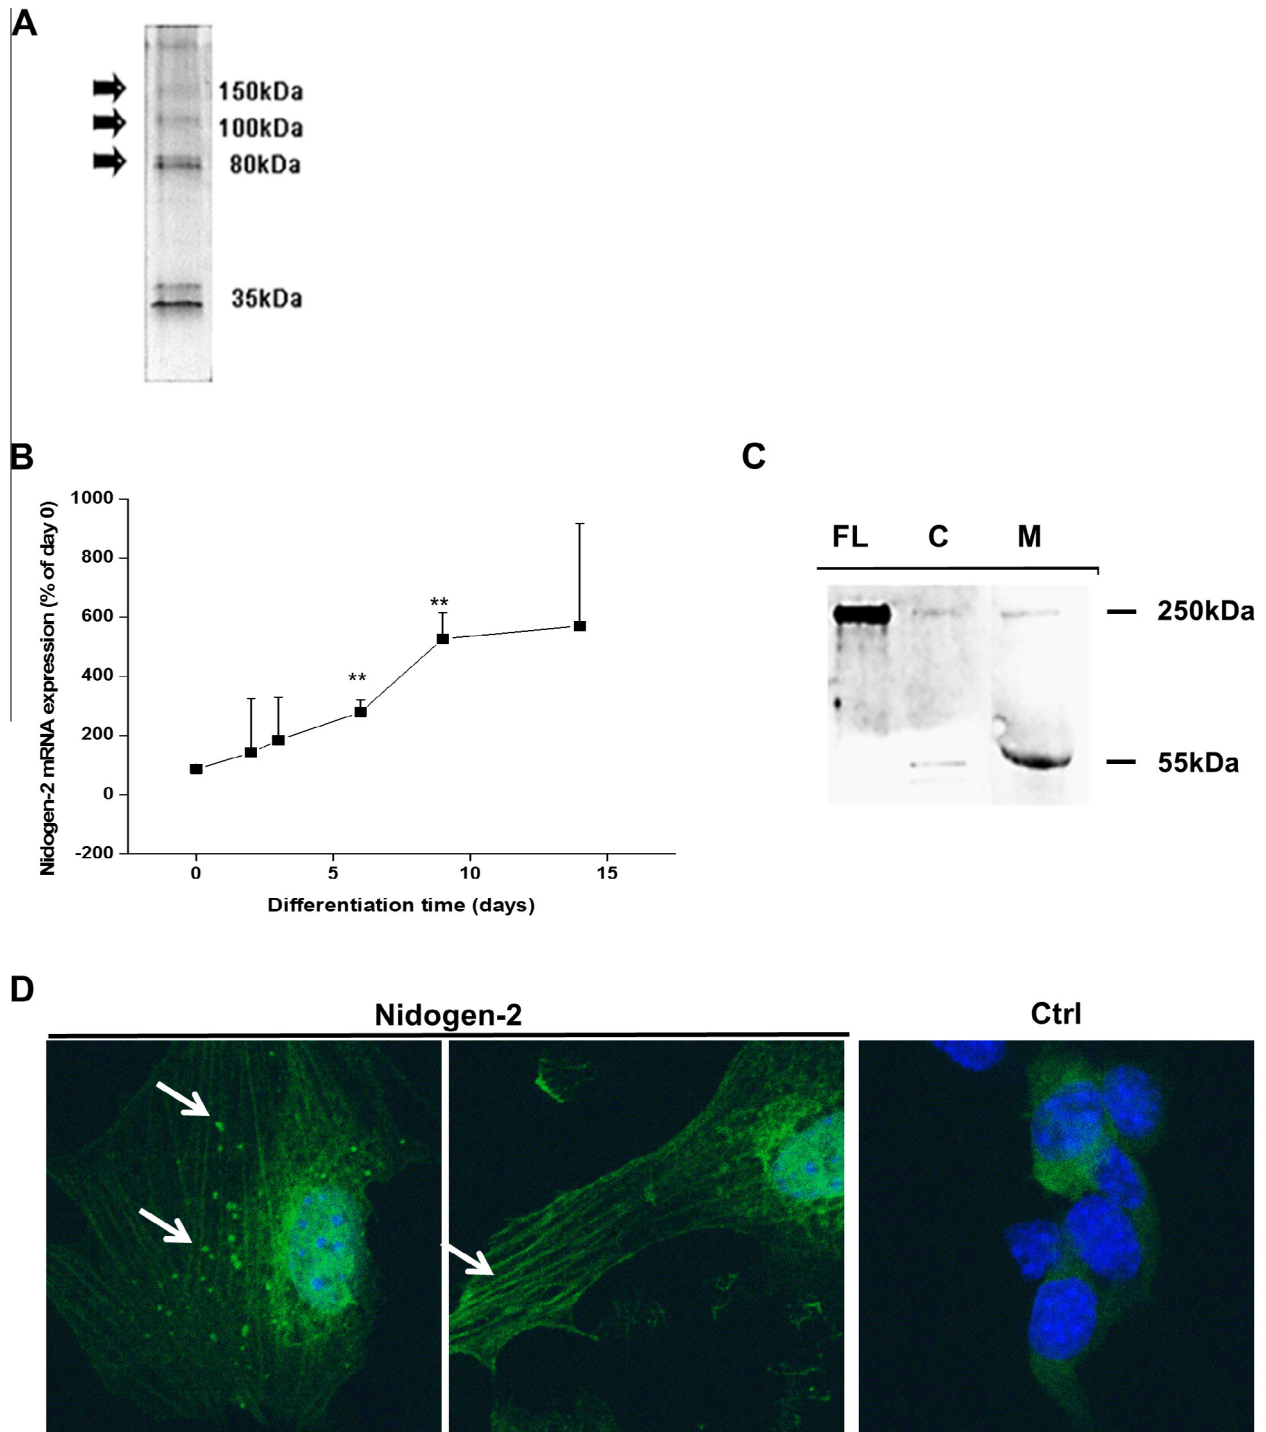 A
150kDa
100kDa
80kDa
35kDa
B
Nidogen-2 mRNA expression (% of day 0)
1000
800
600
400
200
0
-200
**
**
0
5
10
15
Differentiation time (days)
C
FL C M
250kDa
55kDa
D
Nidogen-2
Ctrl